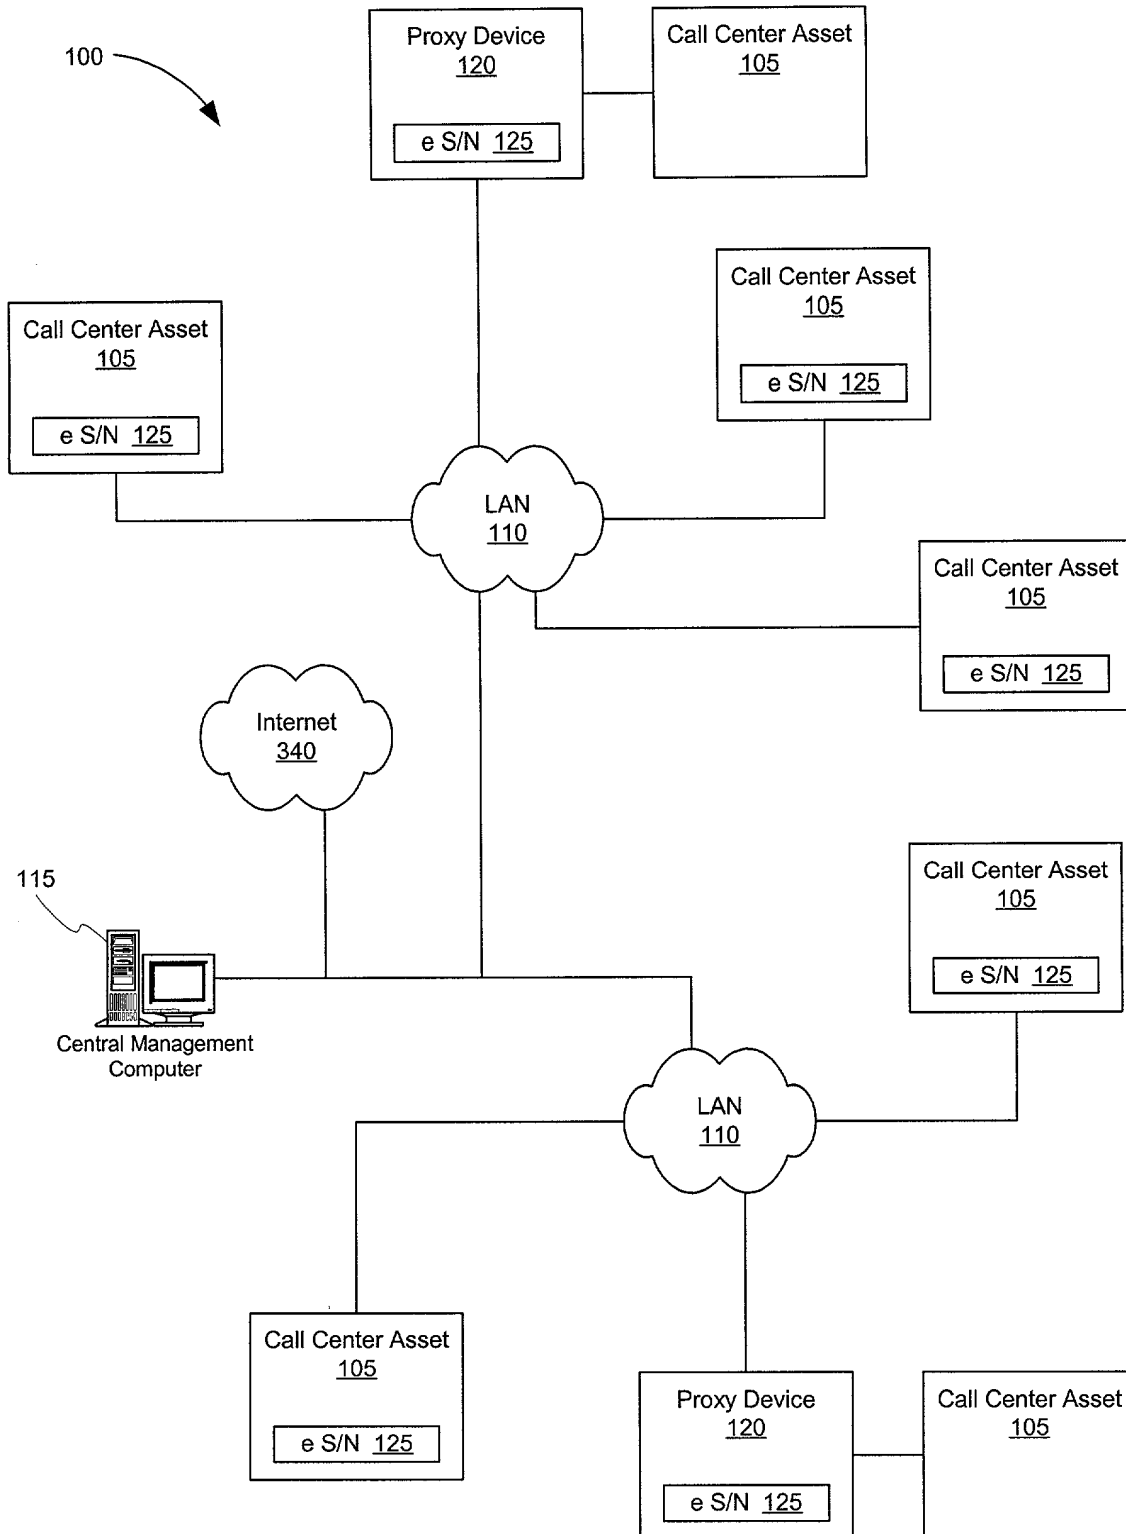 100
Proxy Device
120
e S/N 125
Call Center Asset
105
Call Center Asset
105
e S/N 125
Call Center Asset
105
e S/N 125
LAN
110
Call Center Asset
105
e S/N 125
Internet
340
115
Central Management
Computer
Call Center Asset
105
e S/N 125
LAN
110
Call Center Asset
105
e S/N 125
Proxy Device
120
e S/N 125
Call Center Asset
105